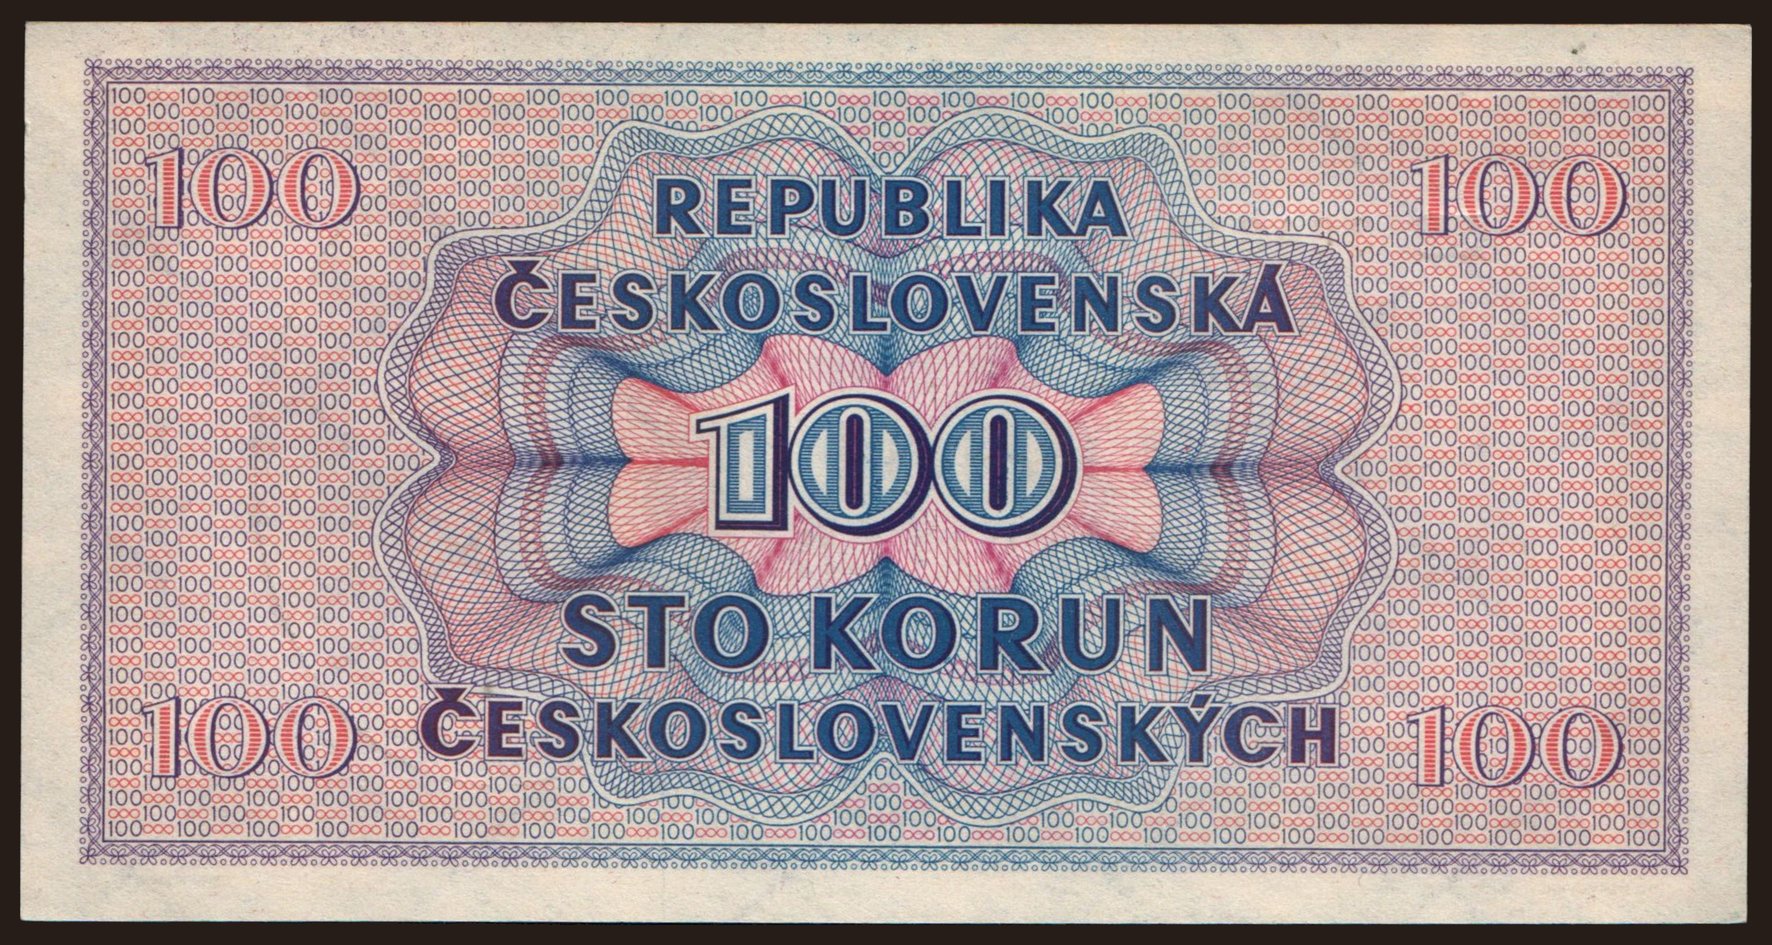 100 100
REPUBLIKA
ČESKOSLOVENSKÁ
100
STO KORUN
ČESKOSLOVENSKÝCH
100 100